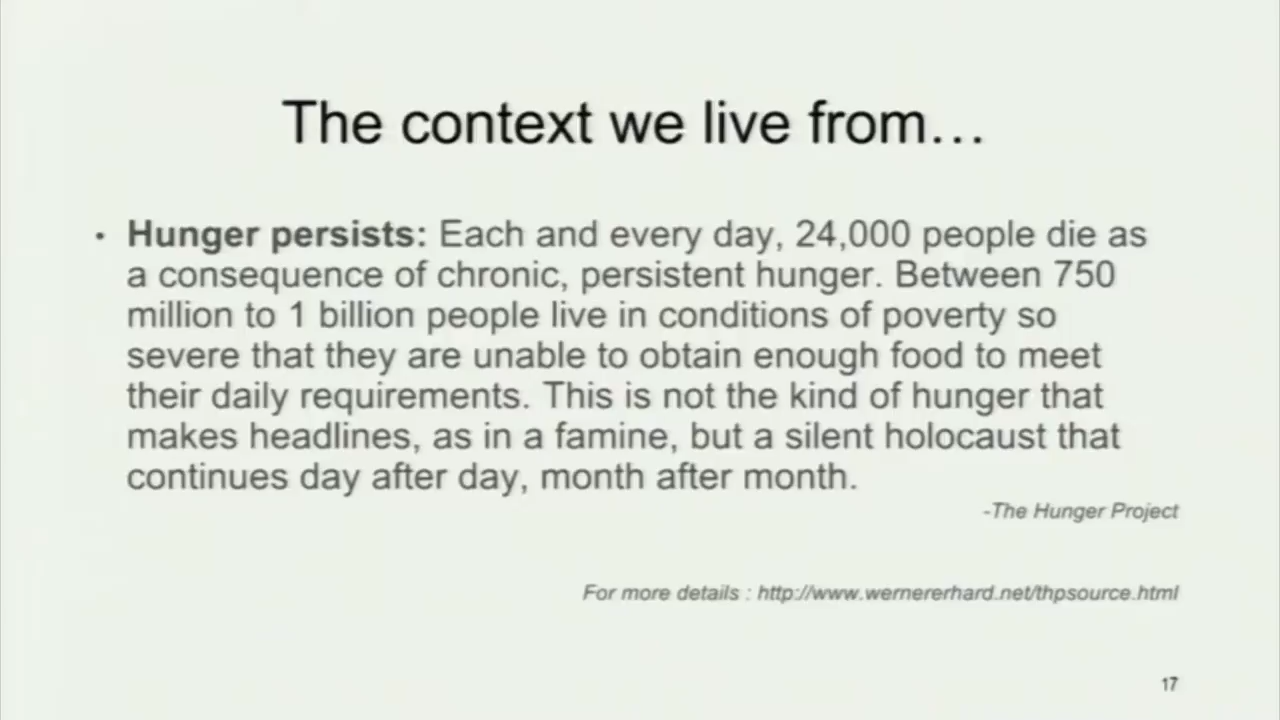 The context we live from…
• Hunger persists: Each and every day, 24,000 people die as
a consequence of chronic, persistent hunger. Between 750
million to 1 billion people live in conditions of poverty so
severe that they are unable to obtain enough food to meet
their daily requirements. This is not the kind of hunger that
makes headlines, as in a famine, but a silent holocaust that
continues day after day, month after month.
-The Hunger Project
For more details : http://www.wernererhard.net/thpsource.html
17